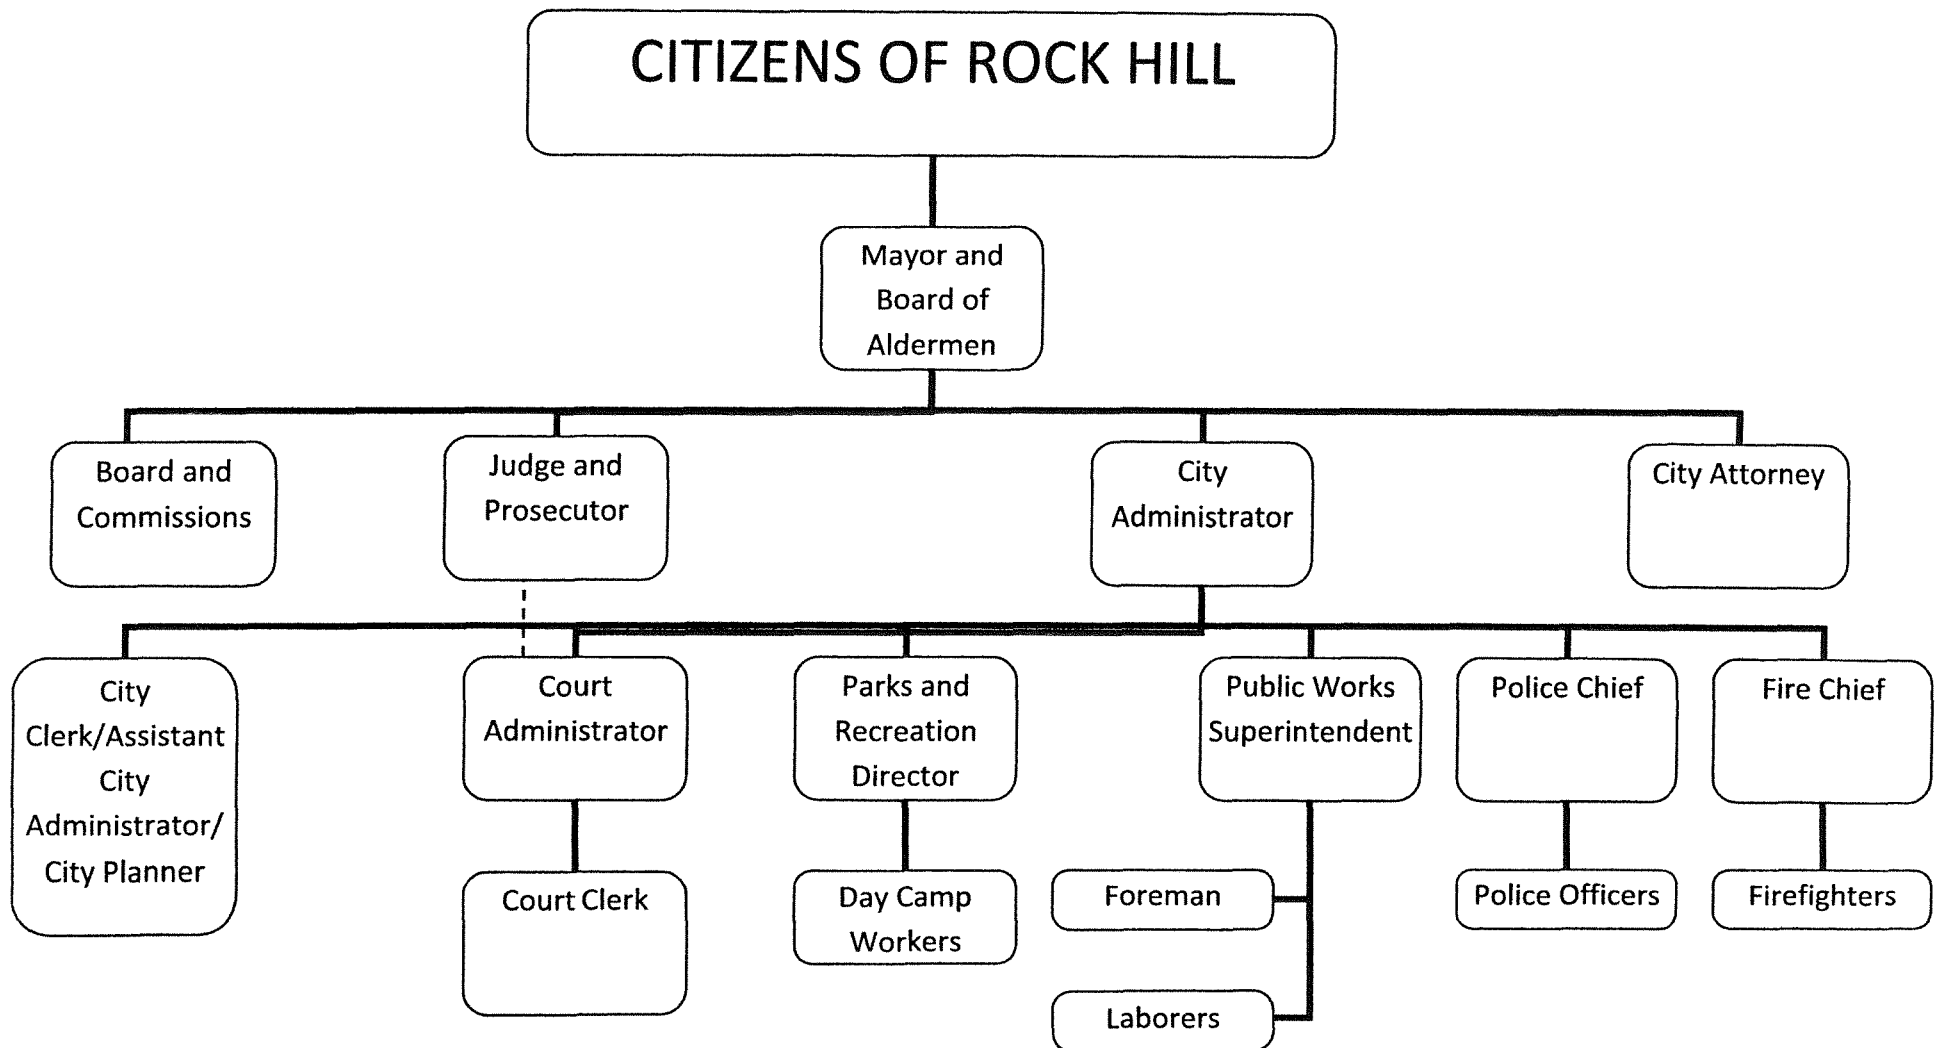 CITIZENS OF ROCK HILL
Mayor and
Board of
Aldermen
Board and
Commissions
Judge and
Prosecutor
City
Administrator
City Attorney
City
Clerk/Assistant
City
Administrator/
City Planner
Court
Administrator
Parks and
Recreation
Director
Public Works
Superintendent
Police Chief
Fire Chief
Court Clerk
Day Camp
Workers
Foreman
Laborers
Police Officers
Firefighters